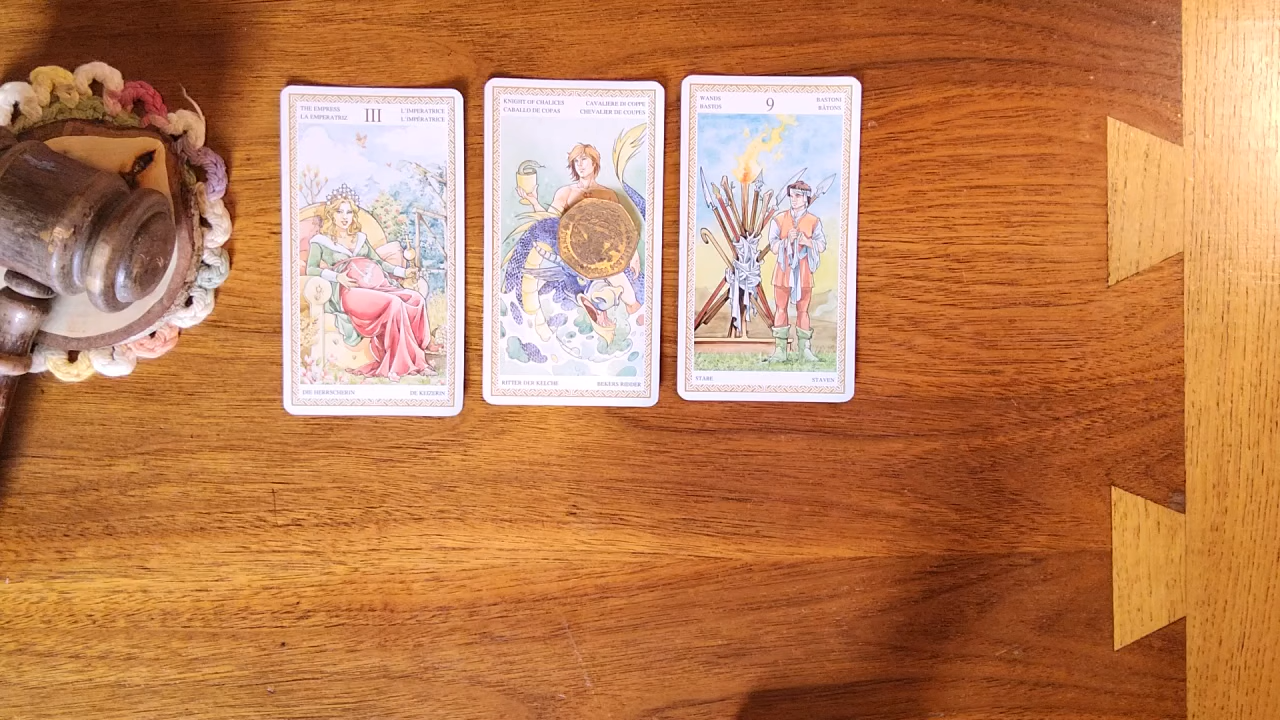 THE EMPRESS
LA EMPERATRIZ
III
L'IMPERATRICE
L'IMPÉRATRICE
DIE HERRSCHERIN
DE KEIZERIN
KNIGHT OF CHALICES
CABALLO DE COPAS
CAVALIERE DI COPPE
CHEVALIER DE COUPES
RITTER DER KELCHE
BEKERS RIDDER
WANDS
BASTOS
9
BASTONI
BÂTONS
STÄBE
STAVEN